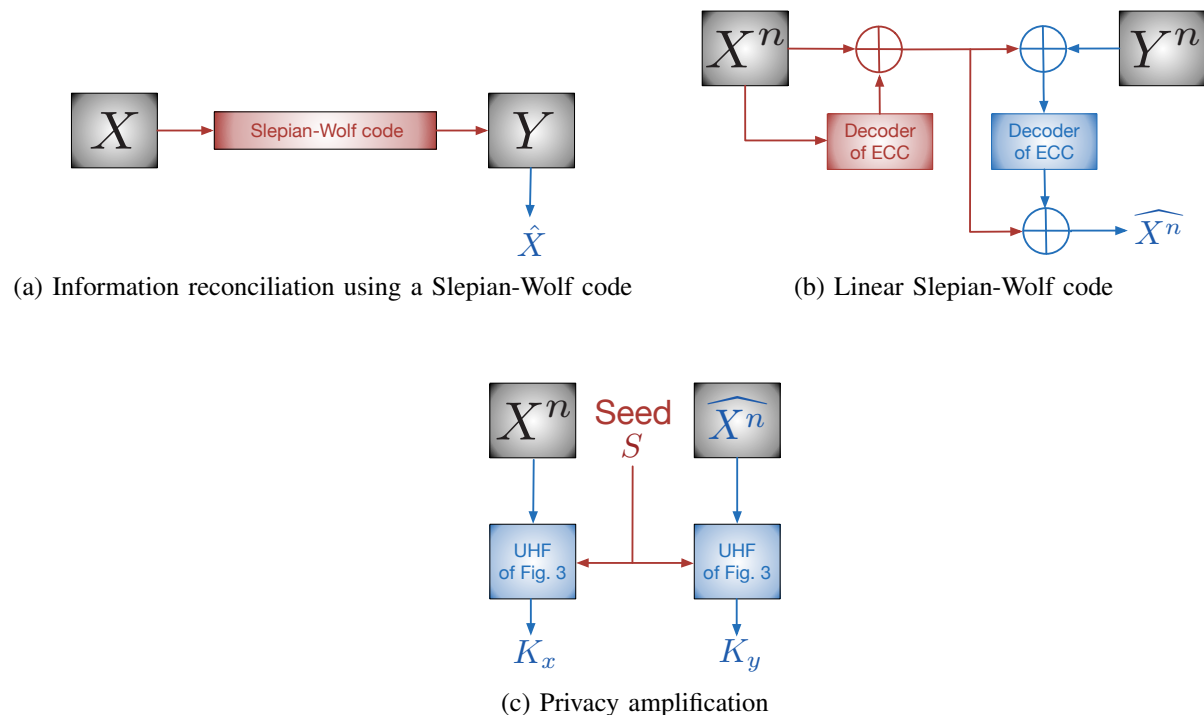 X
Slepian-Wolf code
Y
X̂
(a) Information reconciliation using a Slepian-Wolf code
Xⁿ
Yⁿ
Decoder
of ECC
Decoder
of ECC
X̂ⁿ
(b) Linear Slepian-Wolf code
Xⁿ
Seed
S
X̂ⁿ
UHF
of Fig. 3
UHF
of Fig. 3
Kₓ
K_y
(c) Privacy amplification